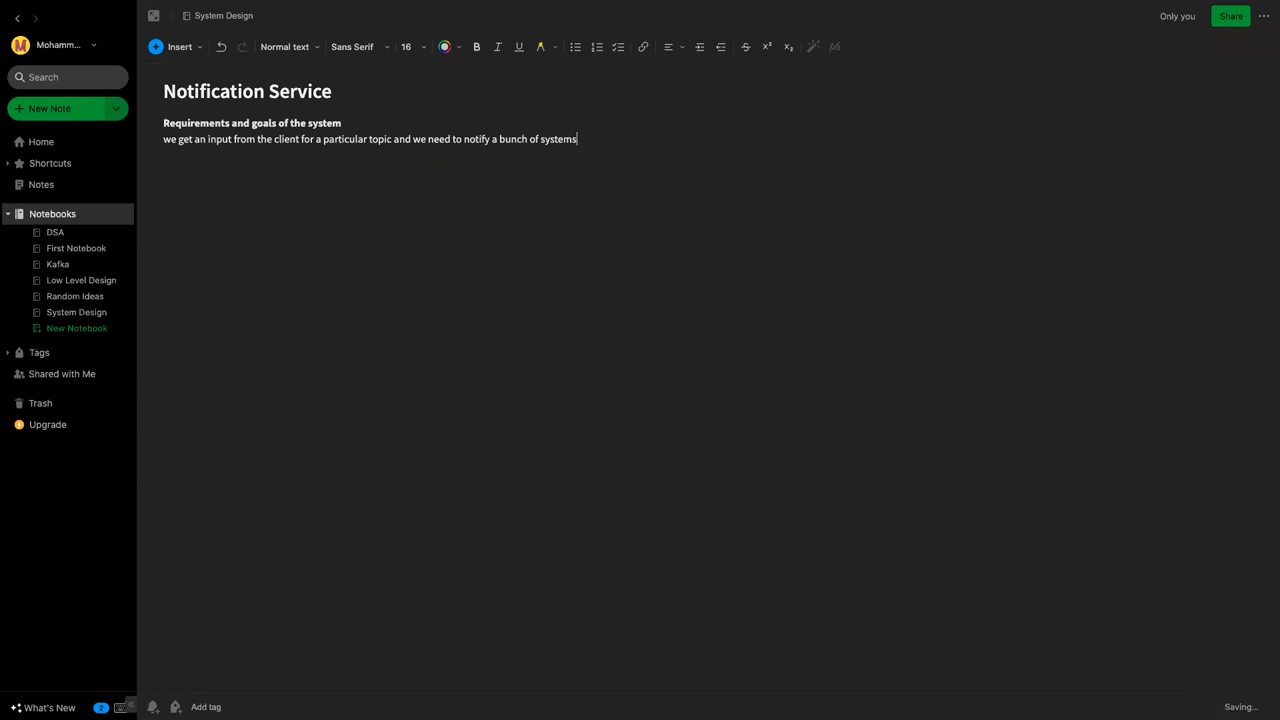 System Design
Only you
Share
Mohamm...
Insert
Normal text
Sans Serif
16
B
I
U
Search
New Note
Home
Shortcuts
Notes
Notebooks
DSA
First Notebook
Kafka
Low Level Design
Random Ideas
System Design
New Notebook
Tags
Shared with Me
Trash
Upgrade
Notification Service
Requirements and goals of the system
we get an input from the client for a particular topic and we need to notify a bunch of systems
What's New
2
Add tag
Saving...